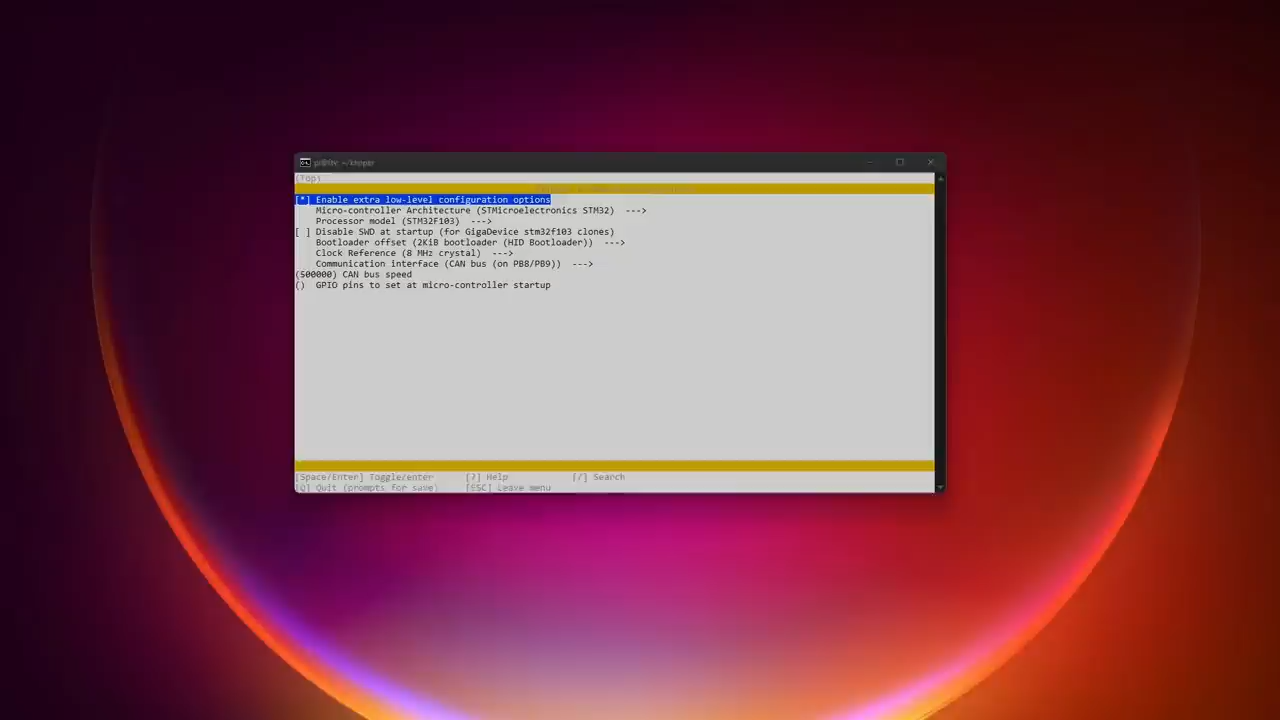 (Top)
[*] Enable extra low-level configuration options
Micro-controller Architecture (STMicroelectronics STM32) --->
Processor model (STM32F103) --->
[ ] Disable SWD at startup (for GigaDevice stm32f103 clones)
Bootloader offset (2KiB bootloader (HID Bootloader)) --->
Clock Reference (8 MHz crystal) --->
Communication interface (CAN bus (on PB8/PB9)) --->
(500000) CAN bus speed
() GPIO pins to set at micro-controller startup
[Space/Enter] Toggle/enter [?] Help [/] Search
[Q] Quit (prompts for save) [ESC] Leave menu